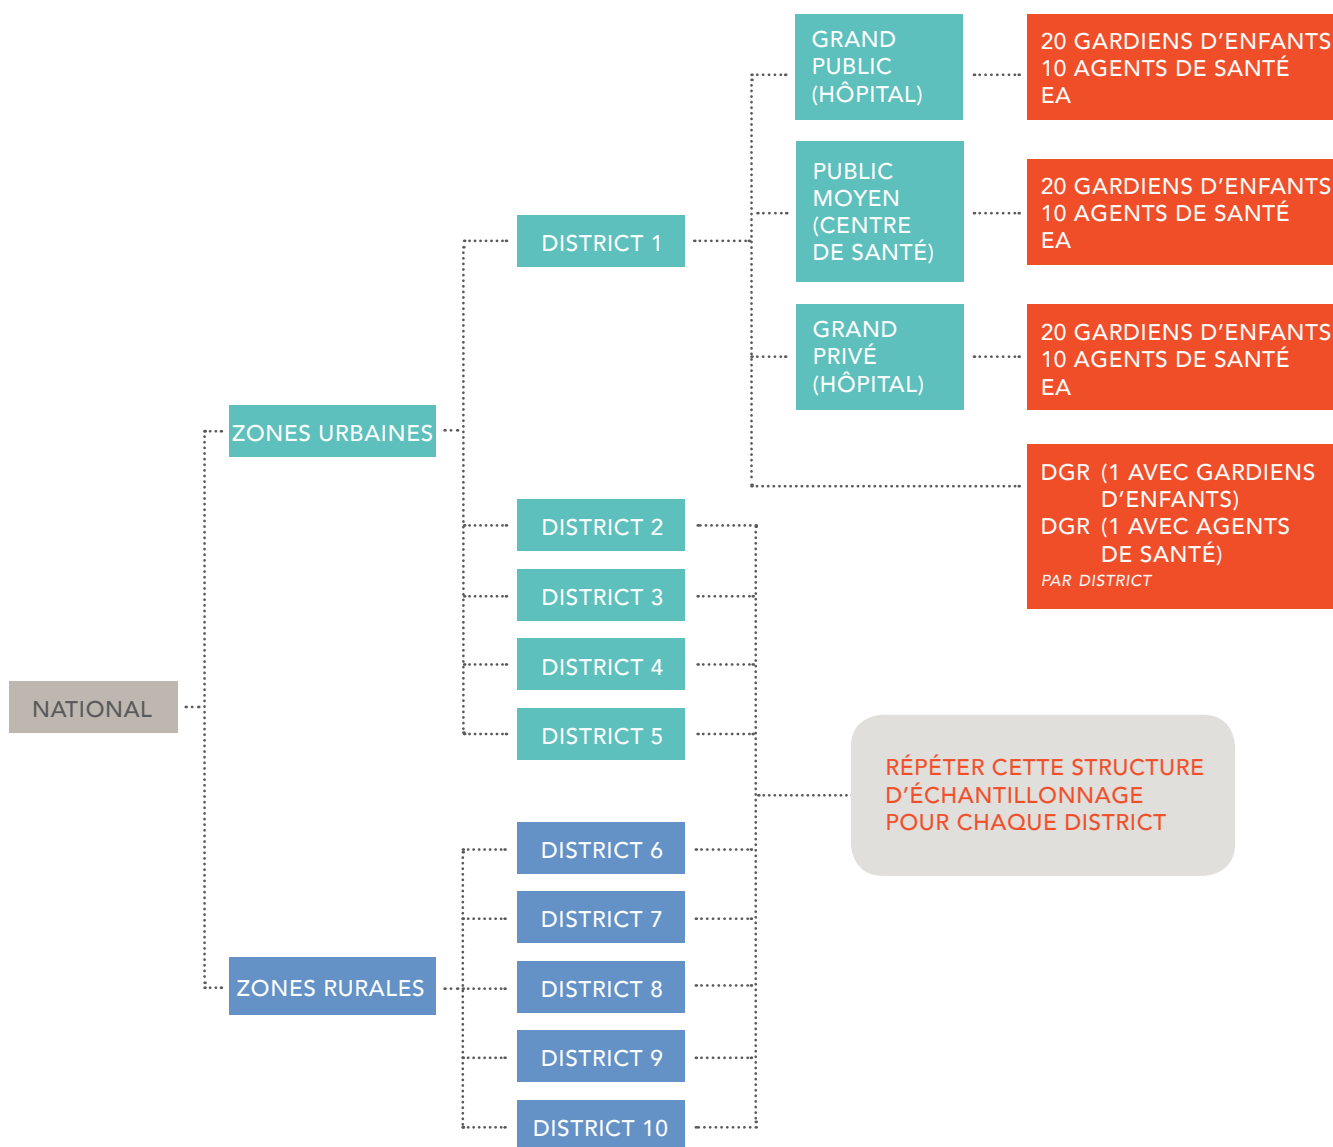 GRAND
PUBLIC
(HÔPITAL)
20 GARDIENS D'ENFANTS
10 AGENTS DE SANTÉ
EA
PUBLIC
MOYEN
(CENTRE
DE SANTÉ)
20 GARDIENS D'ENFANTS
10 AGENTS DE SANTÉ
EA
DISTRICT 1
GRAND
PRIVÉ
(HÔPITAL)
20 GARDIENS D'ENFANTS
10 AGENTS DE SANTÉ
EA
ZONES URBAINES
DGR (1 AVEC GARDIENS
D'ENFANTS)
DGR (1 AVEC AGENTS
DE SANTÉ)
PAR DISTRICT
DISTRICT 2
DISTRICT 3
DISTRICT 4
DISTRICT 5
NATIONAL
RÉPÉTER CETTE STRUCTURE
D'ÉCHANTILLONNAGE
POUR CHAQUE DISTRICT
DISTRICT 6
DISTRICT 7
ZONES RURALES
DISTRICT 8
DISTRICT 9
DISTRICT 10